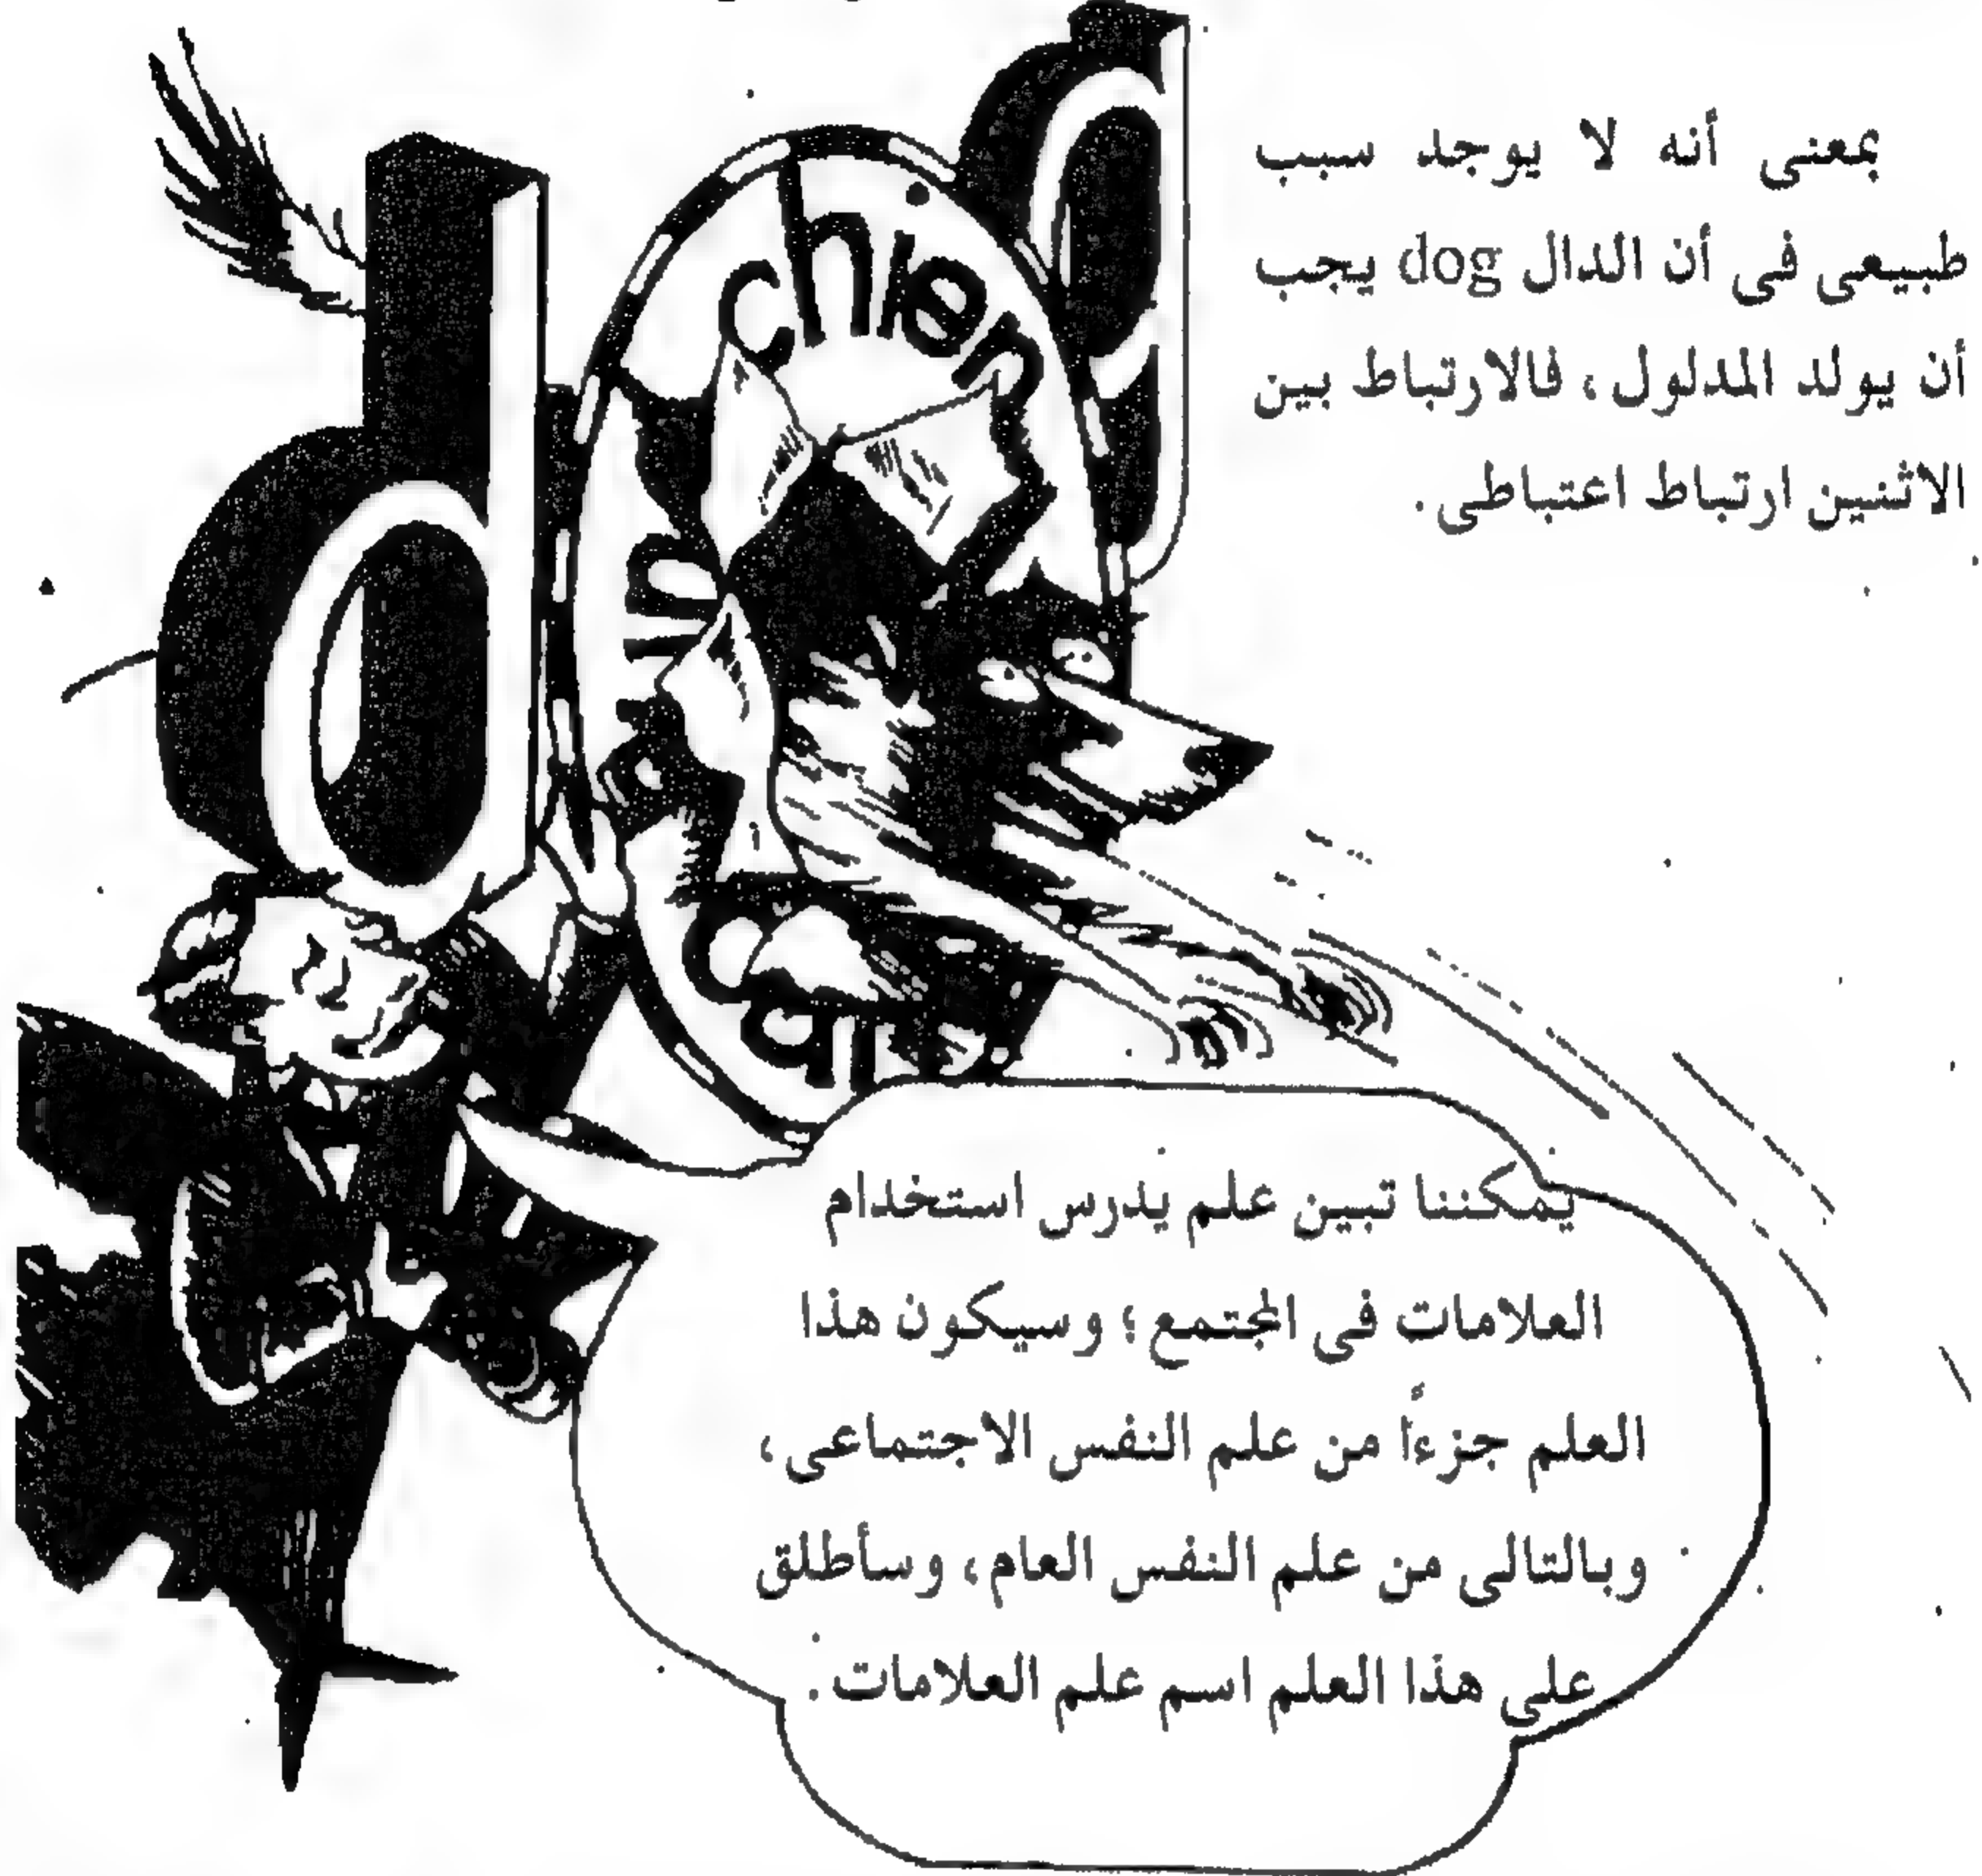 بمعنى أنه لا يوجد سبب
طبيعى فى أن الدال dog يجب
أن يولد المدلول، فالارتباط بين
الاثنين ارتباط اعتباطى.
dog
chien
يمكننا تبين علم يدرس استخدام
العلامات فى المجتمع؛ وسيكون هذا
العلم جزءاً من علم النفس الاجتماعى،
وبالتالى من علم النفس العام، وسأطلق
على هذا العلم اسم علم العلامات.